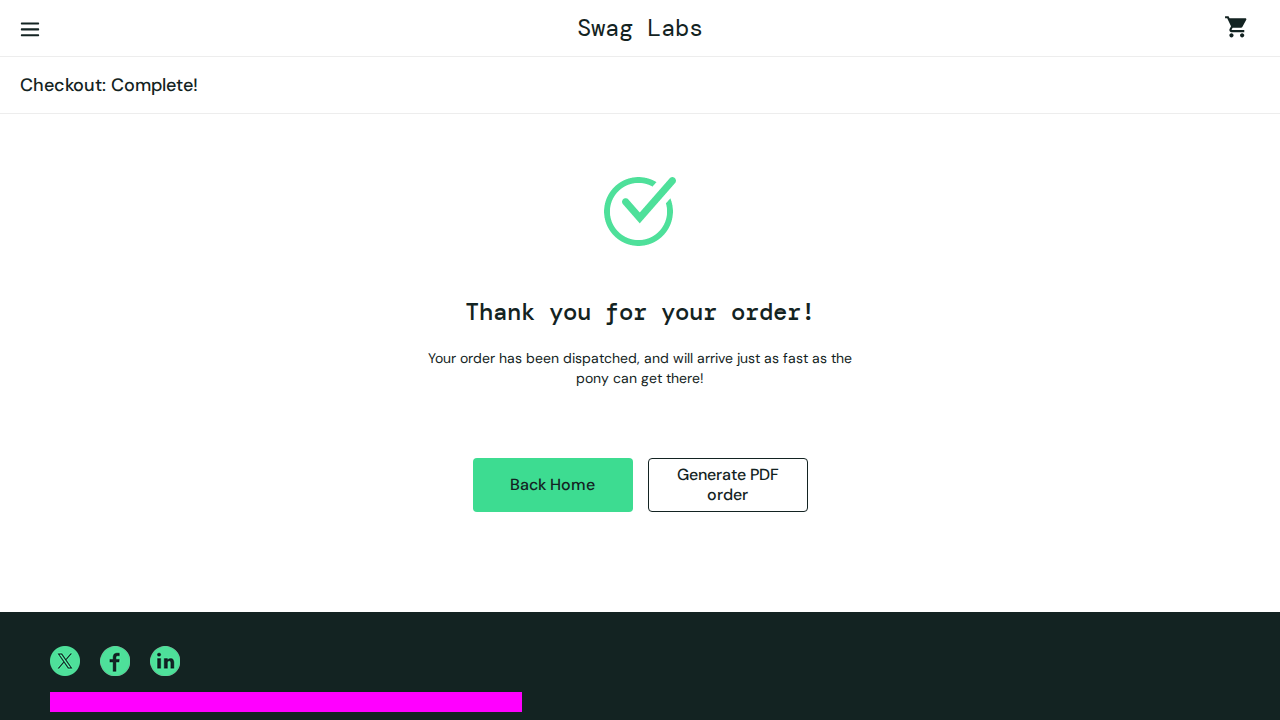 Swag Labs
Checkout: Complete!
Thank you for your order!
Your order has been dispatched, and will arrive just as fast as the
pony can get there!
Back Home
Generate PDF
order